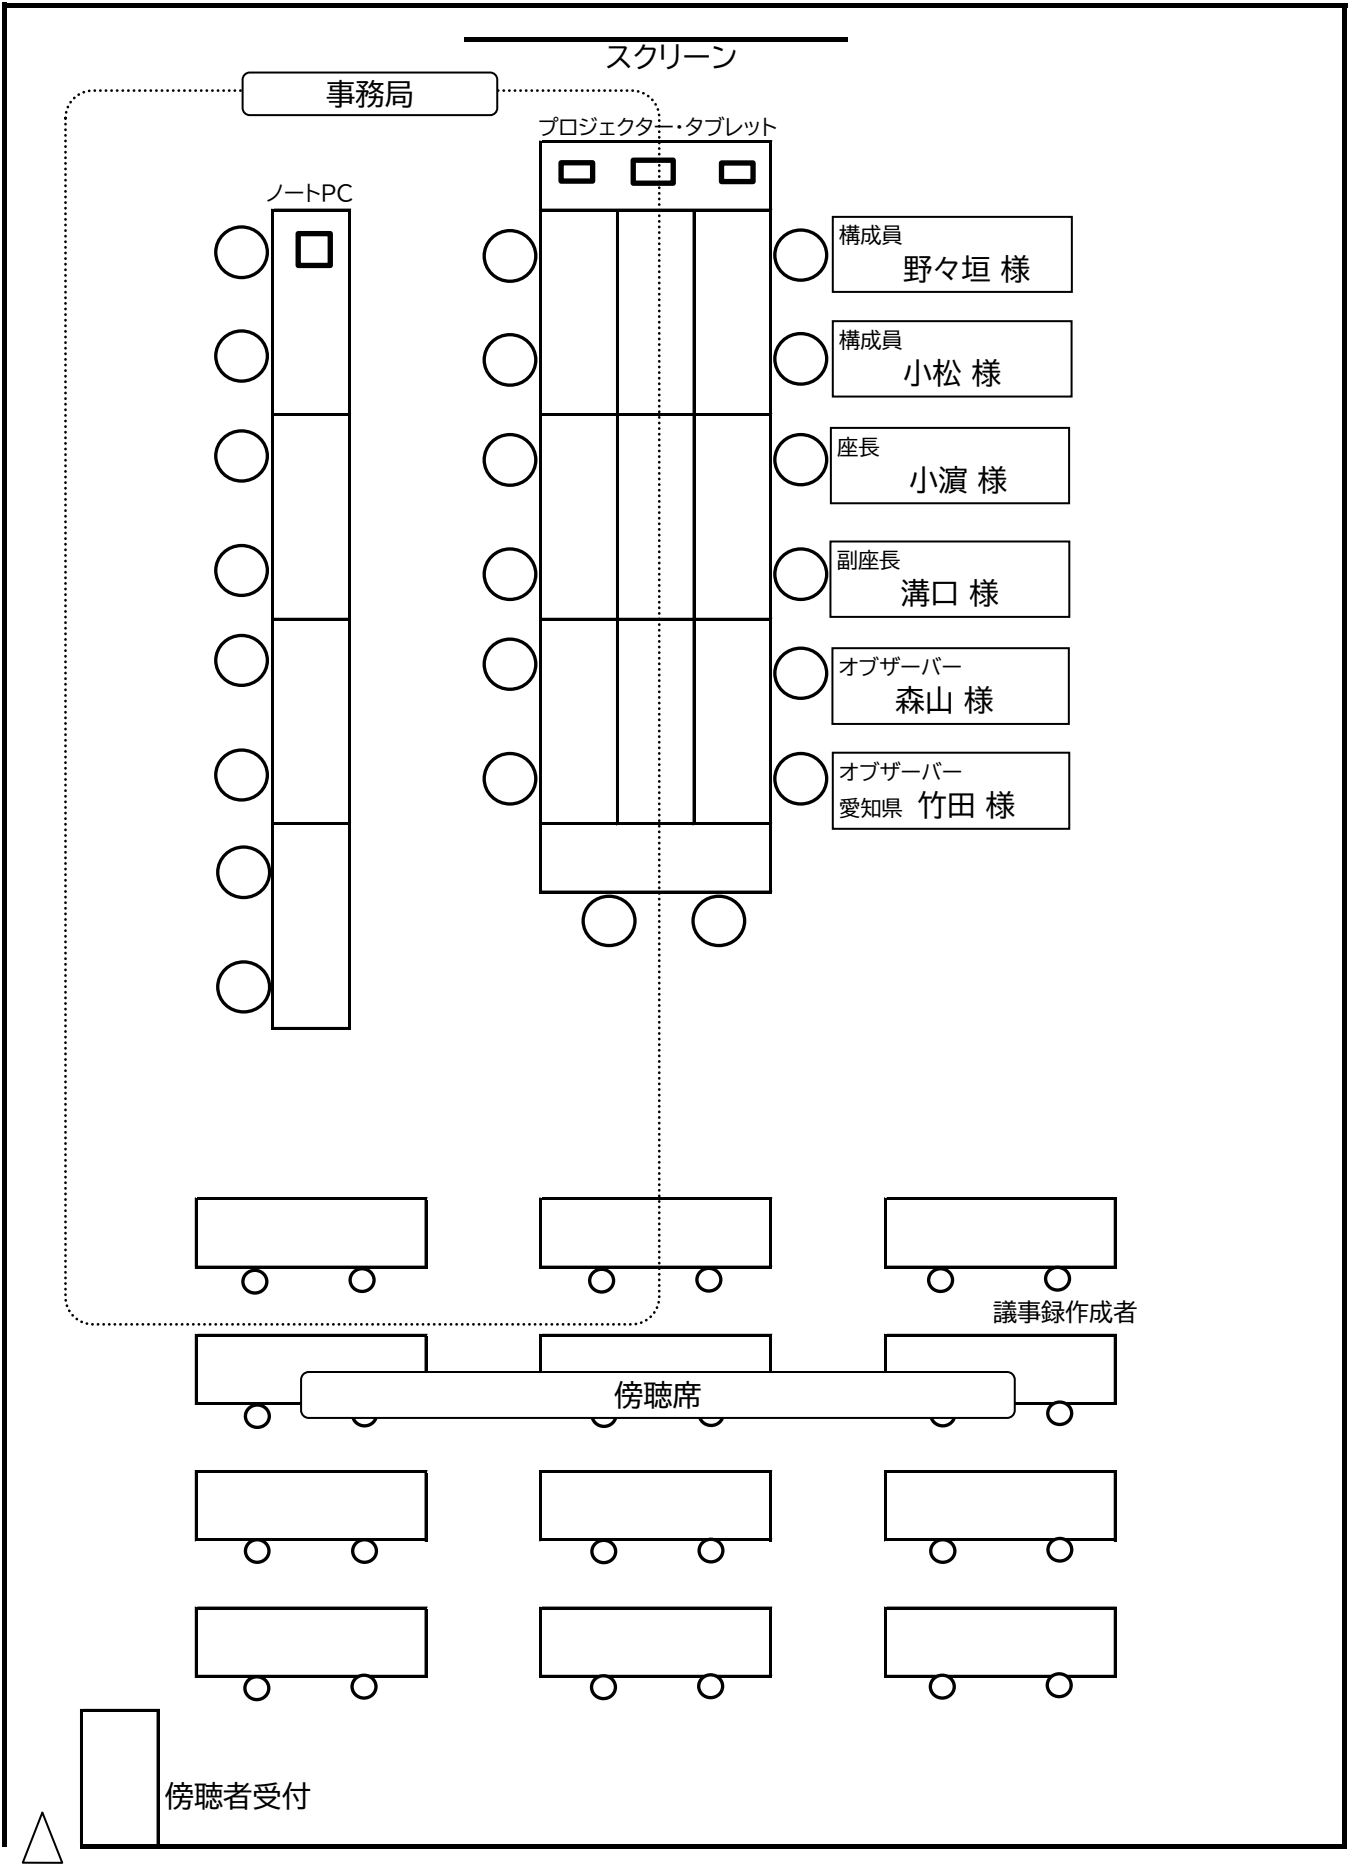 スクリーン
事務局
プロジェクター・タブレット
ノートPC
構成員
野々垣 様
構成員
小松 様
座長
小濵 様
副座長
溝口 様
オブザーバー
森山 様
オブザーバー
愛知県 竹田 様
議事録作成者
傍聴席
傍聴者受付